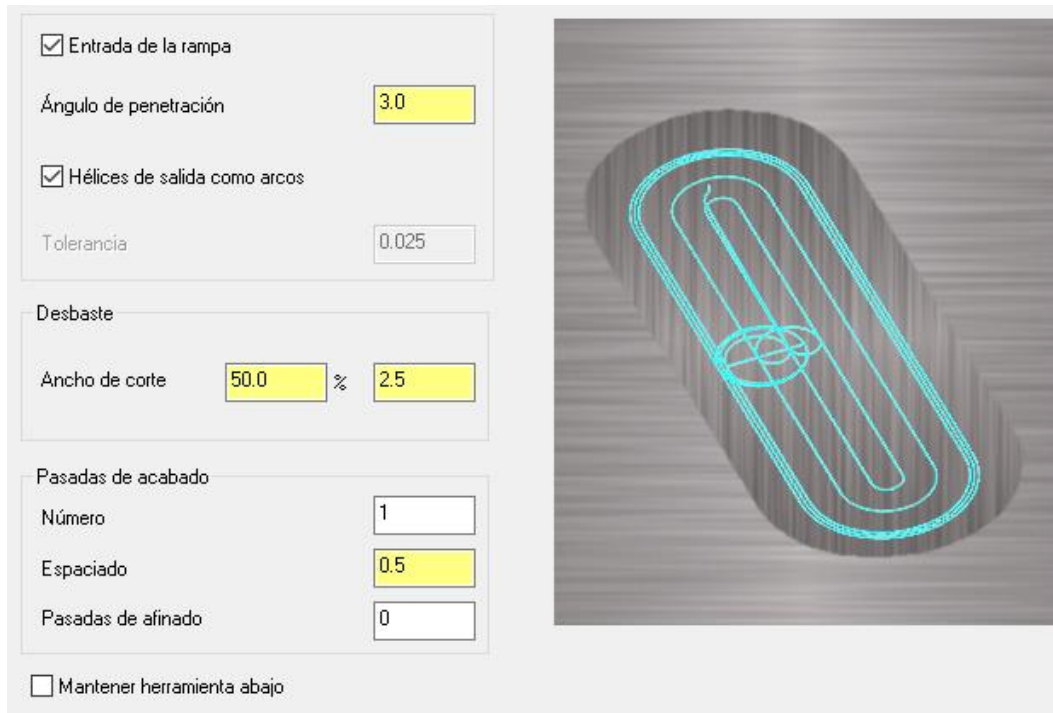 Entrada de la rampa
Ángulo de penetración 3.0
Hélices de salida como arcos
Tolerancia 0.025
Desbaste
Ancho de corte 50.0 % 2.5
Pasadas de acabado
Número 1
Espaciado 0.5
Pasadas de afinado 0
Mantener herramienta abajo